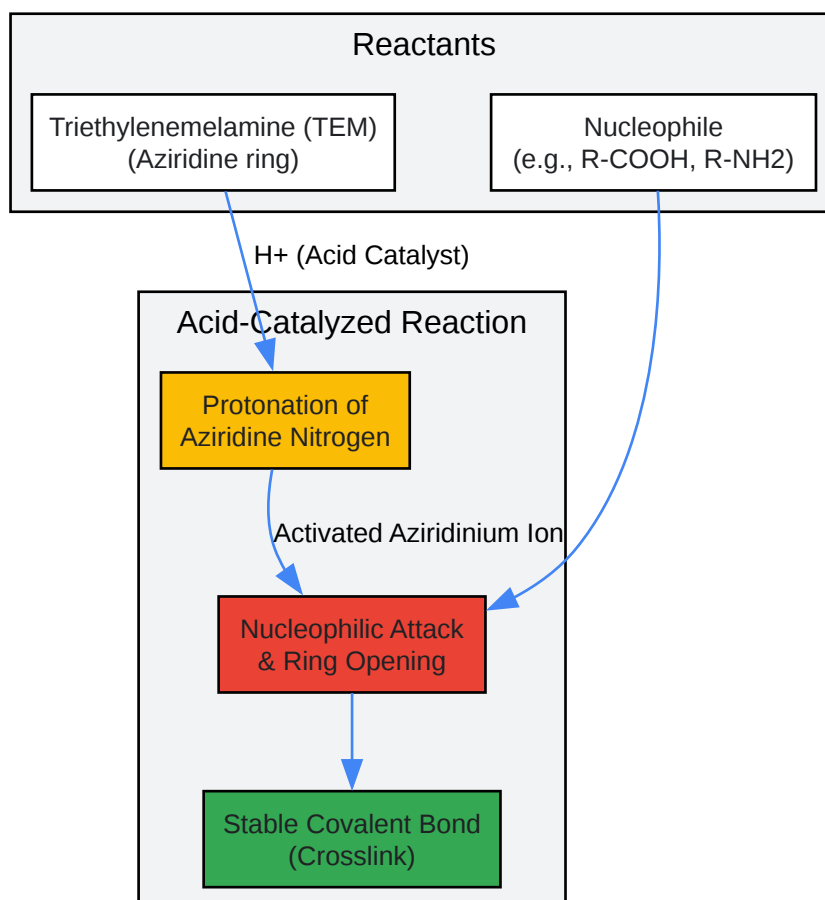 Reactants
Triethylenemelamine (TEM)
(Aziridine ring)
Nucleophile
(e.g., R-COOH, R-NH2)
H+ (Acid Catalyst)
Acid-Catalyzed Reaction
Protonation of
Aziridine Nitrogen
Activated Aziridinium Ion
Nucleophilic Attack
& Ring Opening
Stable Covalent Bond
(Crosslink)